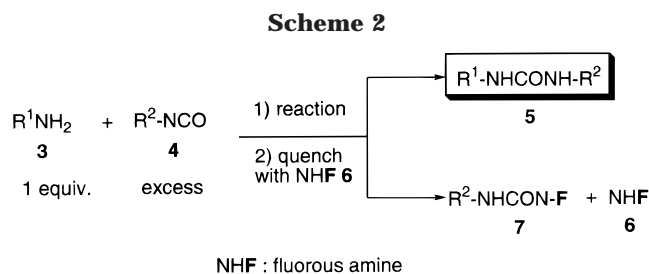 Scheme 2
R¹NH₂ + R²-NCO
3 4
1 equiv. excess
1) reaction
2) quench
with NHF 6
R¹-NHCONH-R²
5
R²-NHCON-F + NHF
7 6
NHF : fluorous amine